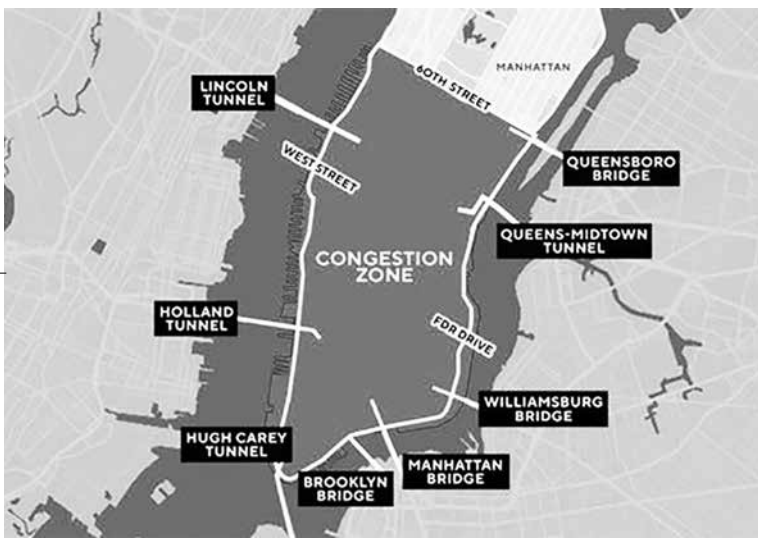 MANHATTAN
60TH STREET
LINCOLN
TUNNEL
WEST STREET
QUEENSBORO
BRIDGE
QUEENS-MIDTOWN
TUNNEL
CONGESTION
ZONE
HOLLAND
TUNNEL
FDR DRIVE
WILLIAMSBURG
BRIDGE
HUGH CAREY
TUNNEL
MANHATTAN
BRIDGE
BROOKLYN
BRIDGE